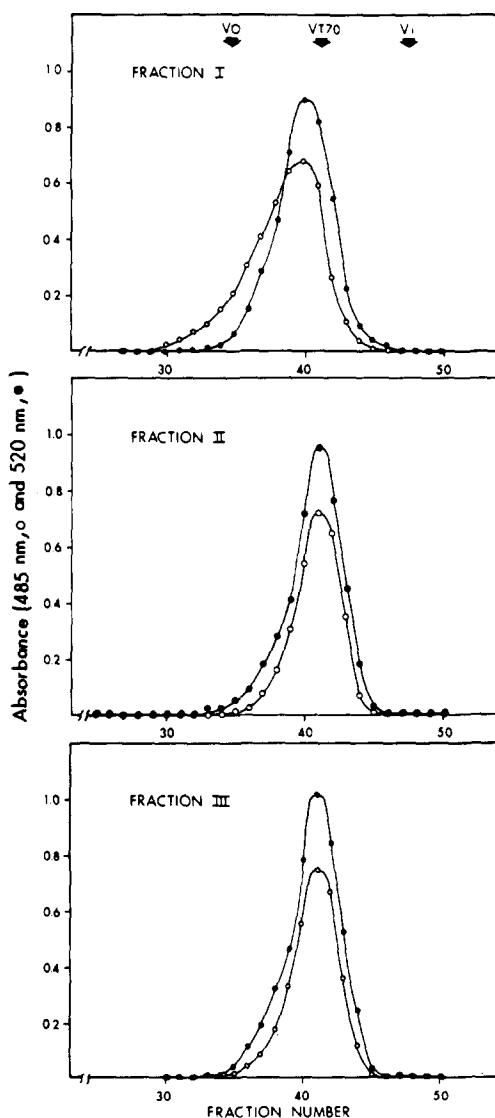 VO VT70 Vi
FRACTION I
1.0
0.8
0.6
0.4
0.2
30 40 50
FRACTION II
1.0
0.8
0.6
0.4
0.2
30 40 50
FRACTION III
1.0
0.8
0.6
0.4
0.2
30 40 50
FRACTION NUMBER
Absorbance (485 nm,○ and 520 nm,●)